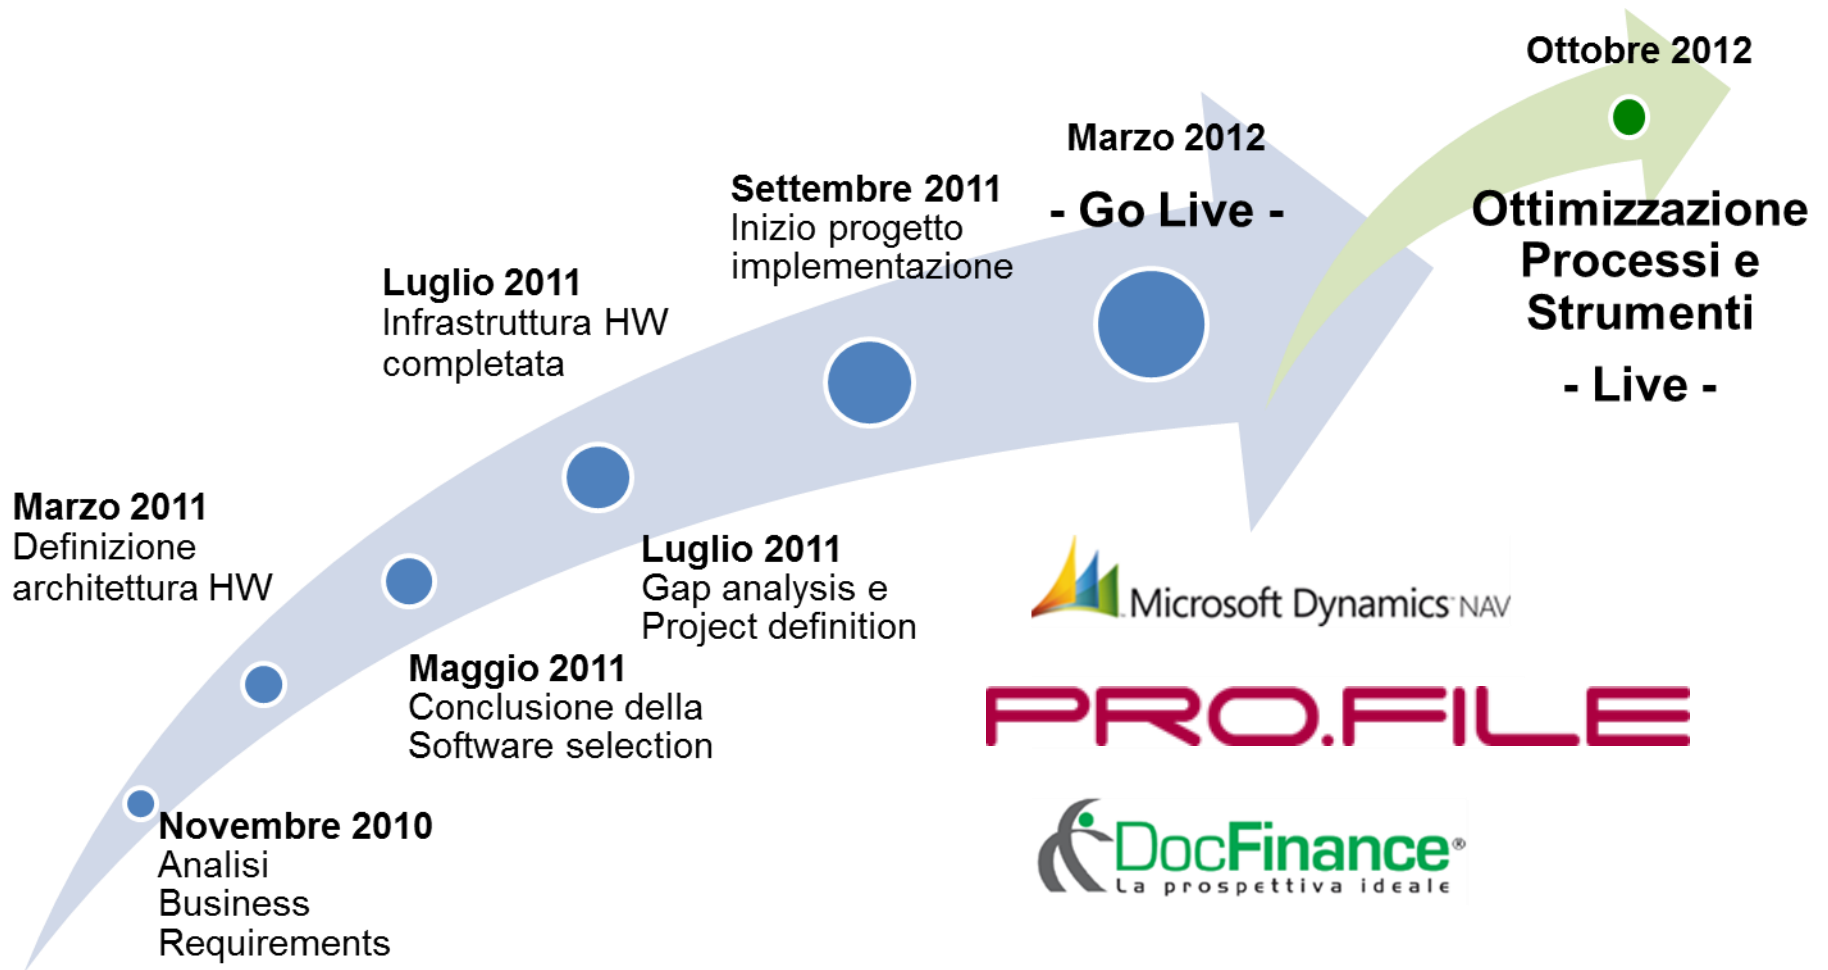 Ottobre 2012
Ottimizzazione
Processi e
Strumenti
- Live -
Marzo 2012
- Go Live -
Settembre 2011
Inizio progetto
implementazione
Luglio 2011
Infrastruttura HW
completata
Marzo 2011
Definizione
architettura HW
Luglio 2011
Gap analysis e
Project definition
Maggio 2011
Conclusione della
Software selection
Novembre 2010
Analisi
Business
Requirements
Microsoft Dynamics™ NAV
PRO.FILE
DocFinance®
La prospettiva ideale